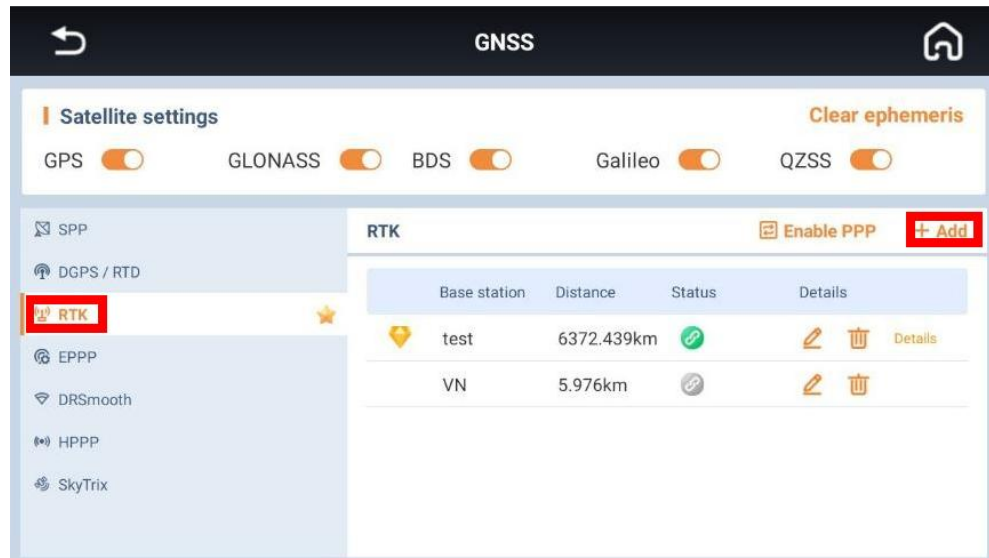 GNSS
Satellite settings
Clear ephemeris
GPS
GLONASS
BDS
Galileo
QZSS
SPP
DGPS / RTD
RTK
EPPP
DRSmooth
HPPP
SkyTrix
RTK
Enable PPP
+ Add
Base station Distance Status Details
test 6372.439km Details
VN 5.976km